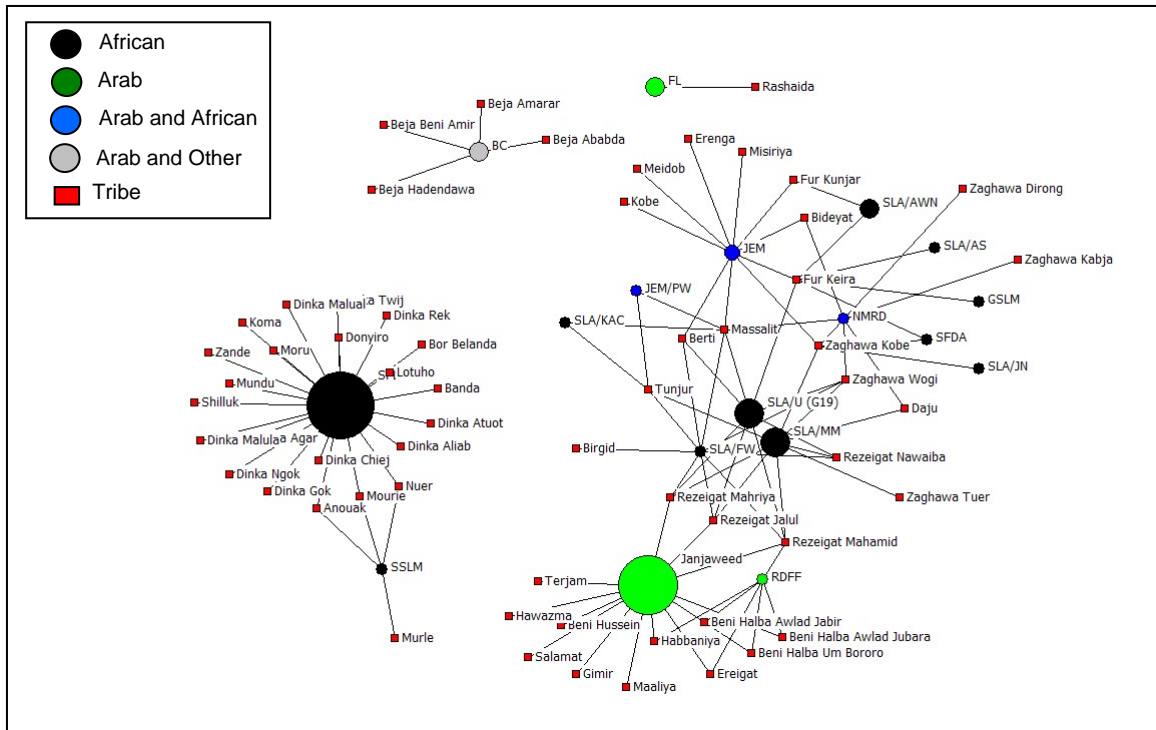 African
Arab
Arab and African
Arab and Other
Tribe
FL
Rashaida
Beja Amarar
Beja Beni Amir
BC
Beja Ababda
Beja Hadendawa
Erenga
Misiriya
Meidob
Fur Kunjar
Zaghawa Dirong
Kobe
SLA/AWN
Bideyat
JEM
SLA/AS
Zaghawa Kabja
Fur Keira
JEM/PW
GSLM
NMRD
SLA/KAC
Massalit
Berti
SFDA
Zaghawa Kobe
SLA/JN
Zaghawa Wogi
Tunjur
Daju
SLA/U (G19)
SLA/MM
Birgid
SLA/FW
Rezeigat Nawaiba
Rezeigat Mahriya
Zaghawa Tuer
Rezeigat Jalul
Rezeigat Mahamid
Janjaweed
RDFF
Terjam
Hawazma
Beni Hussein
Beni Halba Awlad Jabir
Habbaniya
Beni Halba Awlad Jubara
Beni Halba Um Bororo
Salamat
Gimir
Ereigat
Maaliya
Dinka Malual
Twij
Dinka Rek
Koma
Donyiro
Bor Belanda
Zande
Moru
Lotuho
Mundu
Banda
Shilluk
Dinka Atuot
Dinka Malula
Agar
Dinka Aliab
Dinka Chiej
Dinka Ngok
Dinka Gok
Nuer
Mourie
Anouak
SSLM
Murle